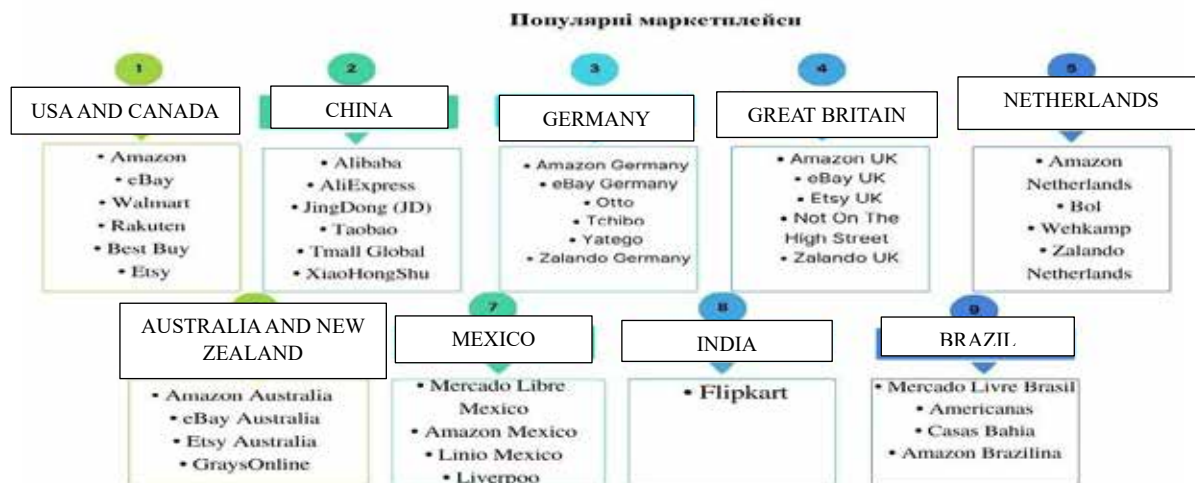 Популярні маркетплейси
1
USA AND CANADA
• Amazon
• eBay
• Walmart
• Rakuten
• Best Buy
• Etsy
2
CHINA
• Alibaba
• AliExpress
• JingDong (JD)
• Taobao
• Tmall Global
• XiaoHongShu
3
GERMANY
• Amazon Germany
• eBay Germany
• Otto
• Tchibo
• Yatego
• Zalando Germany
4
GREAT BRITAIN
• Amazon UK
• eBay UK
• Etsy UK
• Not On The
High Street
• Zalando UK
5
NETHERLANDS
• Amazon
Netherlands
• Bol
• Wehkamp
• Zalando
Netherlands
AUSTRALIA AND NEW
ZEALAND
• Amazon Australia
• eBay Australia
• Etsy Australia
• GraysOnline
7
MEXICO
• Mercado Libre
Mexico
• Amazon Mexico
• Linio Mexico
• Liverpoo
8
INDIA
• Flipkart
9
BRAZIL
• Mercado Livre Brasil
• Americanas
• Casas Bahia
• Amazon Brazilina